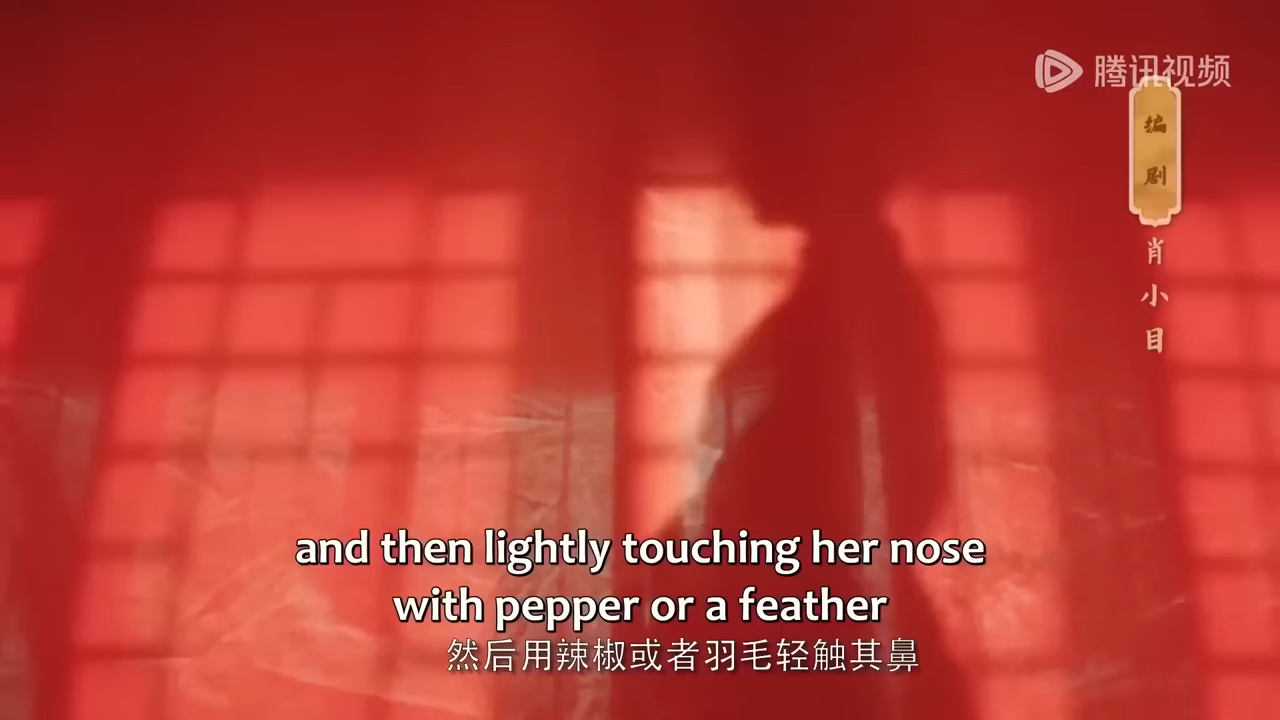 腾讯视频
编剧
肖小目
and then lightly touching her nose
with pepper or a feather
然后用辣椒或者羽毛轻触其鼻